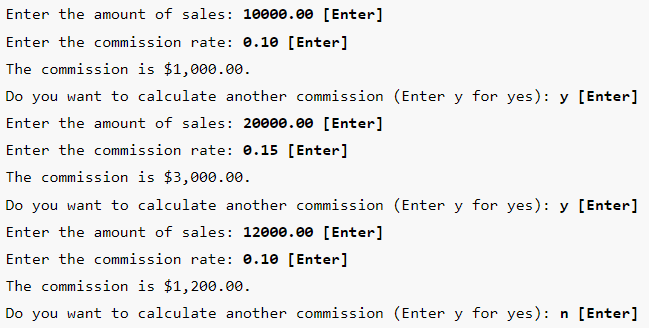 Enter the amount of sales: 10000.00 [Enter]
Enter the commission rate: 0.10 [Enter]
The commission is $1,000.00.
Do you want to calculate another commission (Enter y for yes): y [Enter]
Enter the amount of sales: 20000.00 [Enter]
Enter the commission rate: 0.15 [Enter]
The commission is $3,000.00.
Do you want to calculate another commission (Enter y for yes): y [Enter]
Enter the amount of sales: 12000.00 [Enter]
Enter the commission rate: 0.10 [Enter]
The commission is $1,200.00.
Do you want to calculate another commission (Enter y for yes): n [Enter]